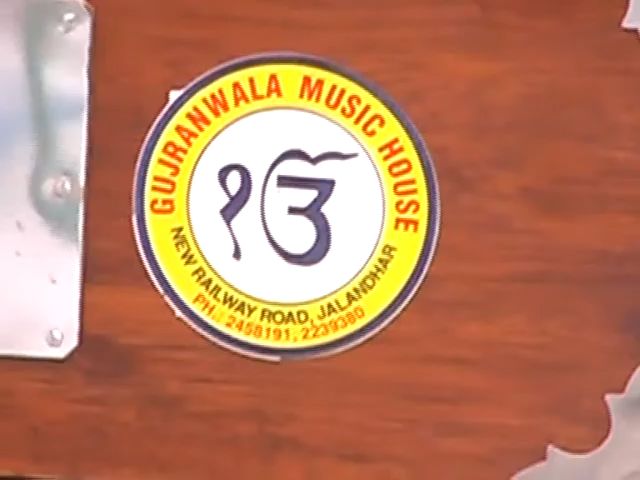 GUJRANWALA MUSIC HOUSE
ੴ
NEW RAILWAY ROAD, JALANDHAR
PH.: 2458191, 2239380